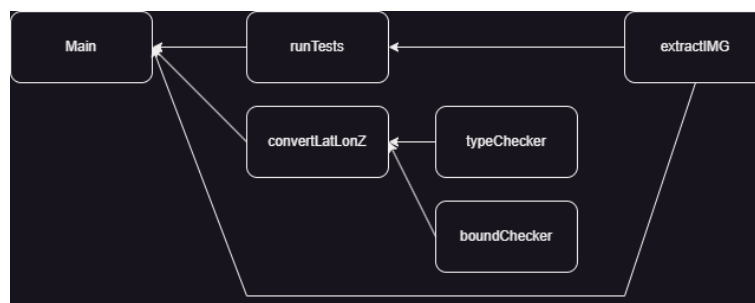 Main
runTests
extractIMG
convertLatLonZ
typeChecker
boundChecker